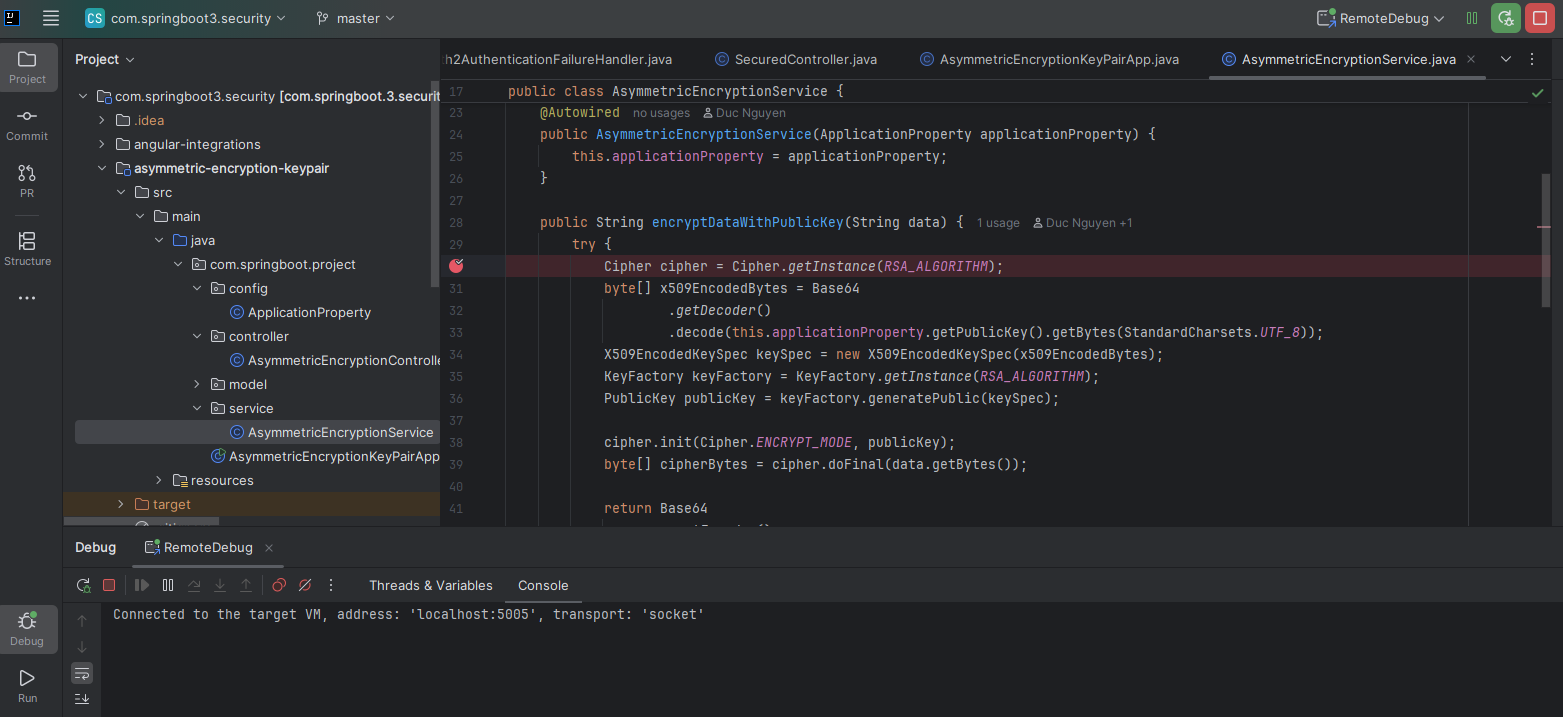 CS com.springboot3.security master RemoteDebug
Project
Commit
PR
Structure
Debug
Run
Project
com.springboot3.security [com.springboot.3.securit
.idea
angular-integrations
asymmetric-encryption-keypair
src
main
java
com.springboot.project
config
ApplicationProperty
controller
AsymmetricEncryptionControlle
model
service
AsymmetricEncryptionService
AsymmetricEncryptionKeyPairApp
resources
target
h2AuthenticationFailureHandler.java SecuredController.java AsymmetricEncryptionKeyPairApp.java AsymmetricEncryptionService.java
17 public class AsymmetricEncryptionService {
23 @Autowired no usages Duc Nguyen
24 public AsymmetricEncryptionService(ApplicationProperty applicationProperty) {
25 this.applicationProperty = applicationProperty;
26 }
27
28 public String encryptDataWithPublicKey(String data) { 1 usage Duc Nguyen +1
29 try {
Cipher cipher = Cipher.getInstance(RSA_ALGORITHM);
31 byte[] x509EncodedBytes = Base64
32 .getDecoder()
33 .decode(this.applicationProperty.getPublicKey().getBytes(StandardCharsets.UTF_8));
34 X509EncodedKeySpec keySpec = new X509EncodedKeySpec(x509EncodedBytes);
35 KeyFactory keyFactory = KeyFactory.getInstance(RSA_ALGORITHM);
36 PublicKey publicKey = keyFactory.generatePublic(keySpec);
37
38 cipher.init(Cipher.ENCRYPT_MODE, publicKey);
39 byte[] cipherBytes = cipher.doFinal(data.getBytes());
40
41 return Base64
Debug RemoteDebug
Threads & Variables Console
Connected to the target VM, address: 'localhost:5005', transport: 'socket'